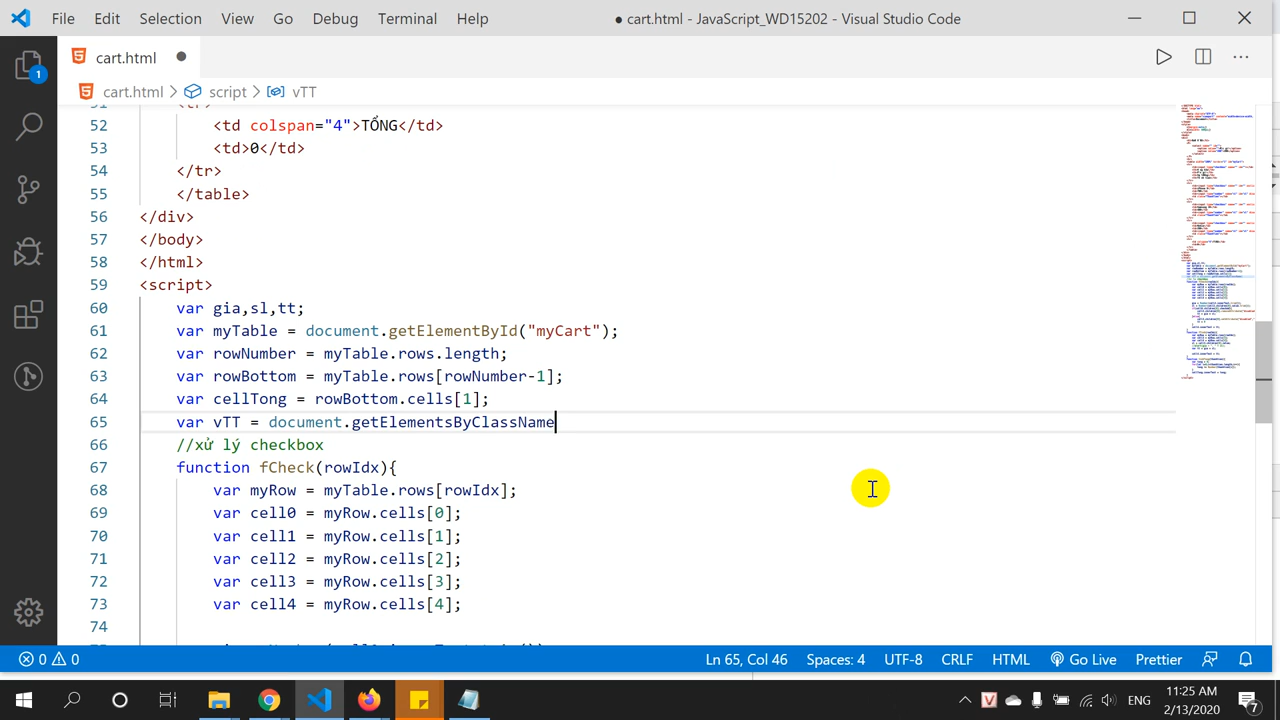 File Edit Selection View Go Debug Terminal Help
● cart.html - JavaScript_WD15202 - Visual Studio Code
1
cart.html ●
cart.html > script > vTT
51 <tr>
52 <td colspan="4">TỔNG</td>
53 <td>0</td>
54 </tr>
55 </table>
56 </div>
57 </body>
58 </html>
59 <script>
60 var gia,sl,tt;
61 var myTable = document.getElementById("myCart");
62 var rowNumber = myTable.rows.length;
63 var rowBottom = myTable.rows[rowNumber-1];
64 var cellTong = rowBottom.cells[1];
65 var vTT = document.getElementsByClassName
66 //xử lý checkbox
67 function fCheck(rowIdx){
68 var myRow = myTable.rows[rowIdx];
69 var cell0 = myRow.cells[0];
70 var cell1 = myRow.cells[1];
71 var cell2 = myRow.cells[2];
72 var cell3 = myRow.cells[3];
73 var cell4 = myRow.cells[4];
74
0 0 Ln 65, Col 46 Spaces: 4 UTF-8 CRLF HTML Go Live Prettier
V ENG 11:25 AM
2/13/2020 7